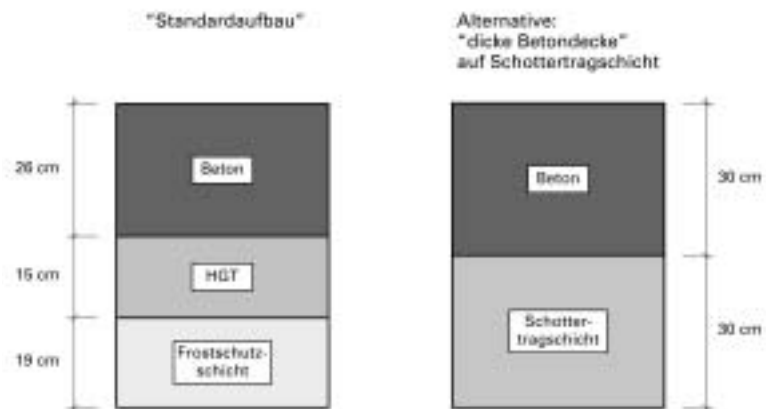 "Standardaufbau"
26 cm
Beton
15 cm
HGT
19 cm
Frostschutz-
schicht
Alternative:
"dicke Betondecke"
auf Schottertragschicht
Beton
30 cm
Schotter-
tragschicht
30 cm